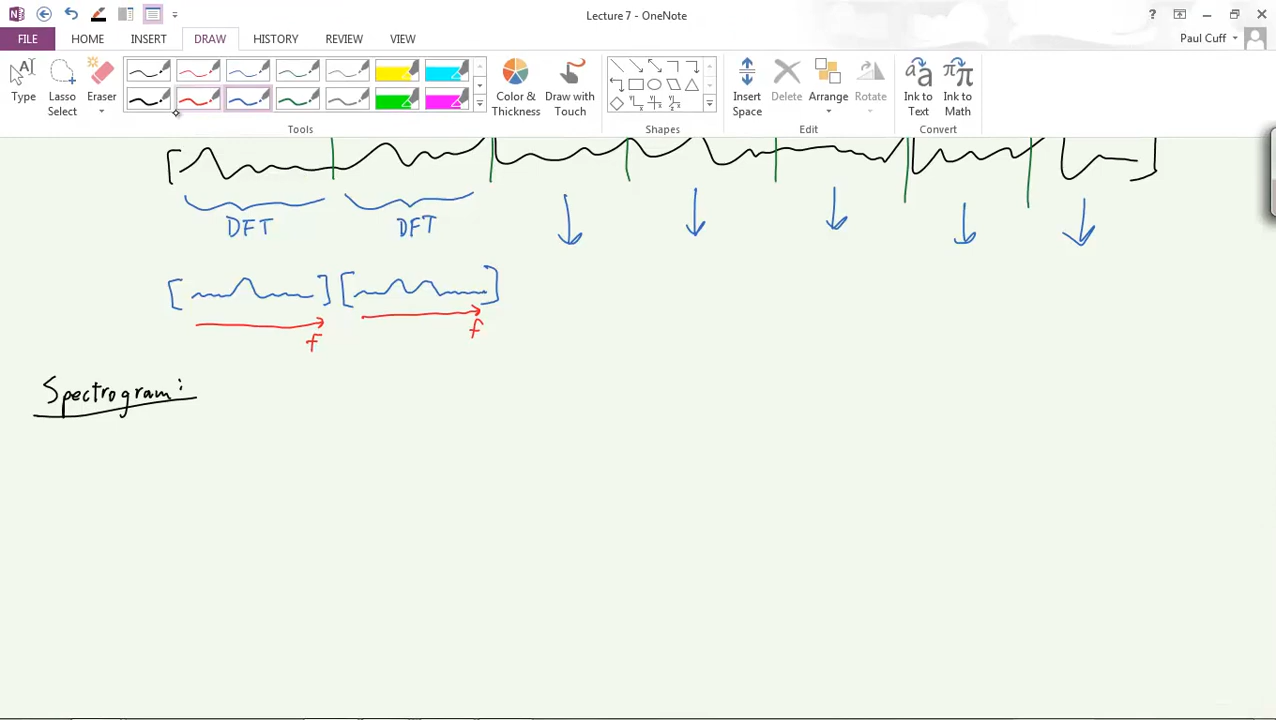 Lecture 7 - OneNote
?
FILE HOME INSERT DRAW HISTORY REVIEW VIEW
Paul Cuff
Type Lasso Select Eraser
Color & Thickness Draw with Touch
Insert Space Delete Arrange Rotate
Ink to Text Ink to Math
Tools Shapes Edit Convert
DFT DFT
f f
Spectrogram: